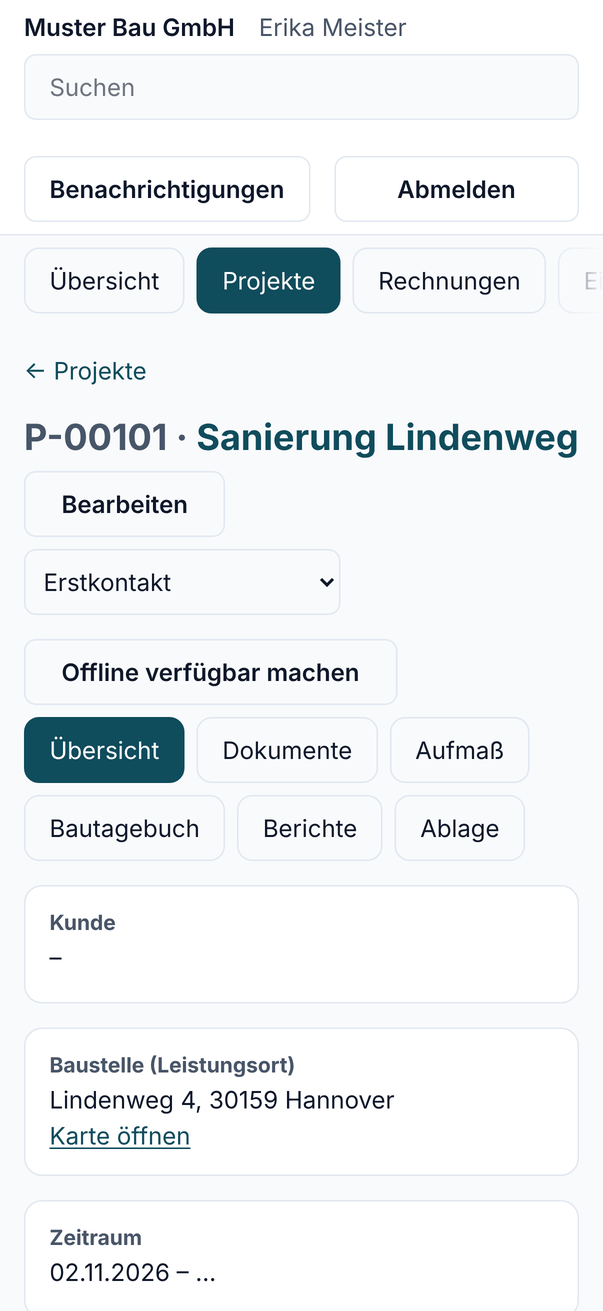 Muster Bau GmbH Erika Meister
Suchen
Benachrichtigungen Abmelden
Übersicht Projekte Rechnungen
← Projekte
P-00101 · Sanierung Lindenweg
Bearbeiten
Erstkontakt
Offline verfügbar machen
Übersicht Dokumente Aufmaß
Bautagebuch Berichte Ablage
Kunde
–
Baustelle (Leistungsort)
Lindenweg 4, 30159 Hannover
Karte öffnen
Zeitraum
02.11.2026 – …